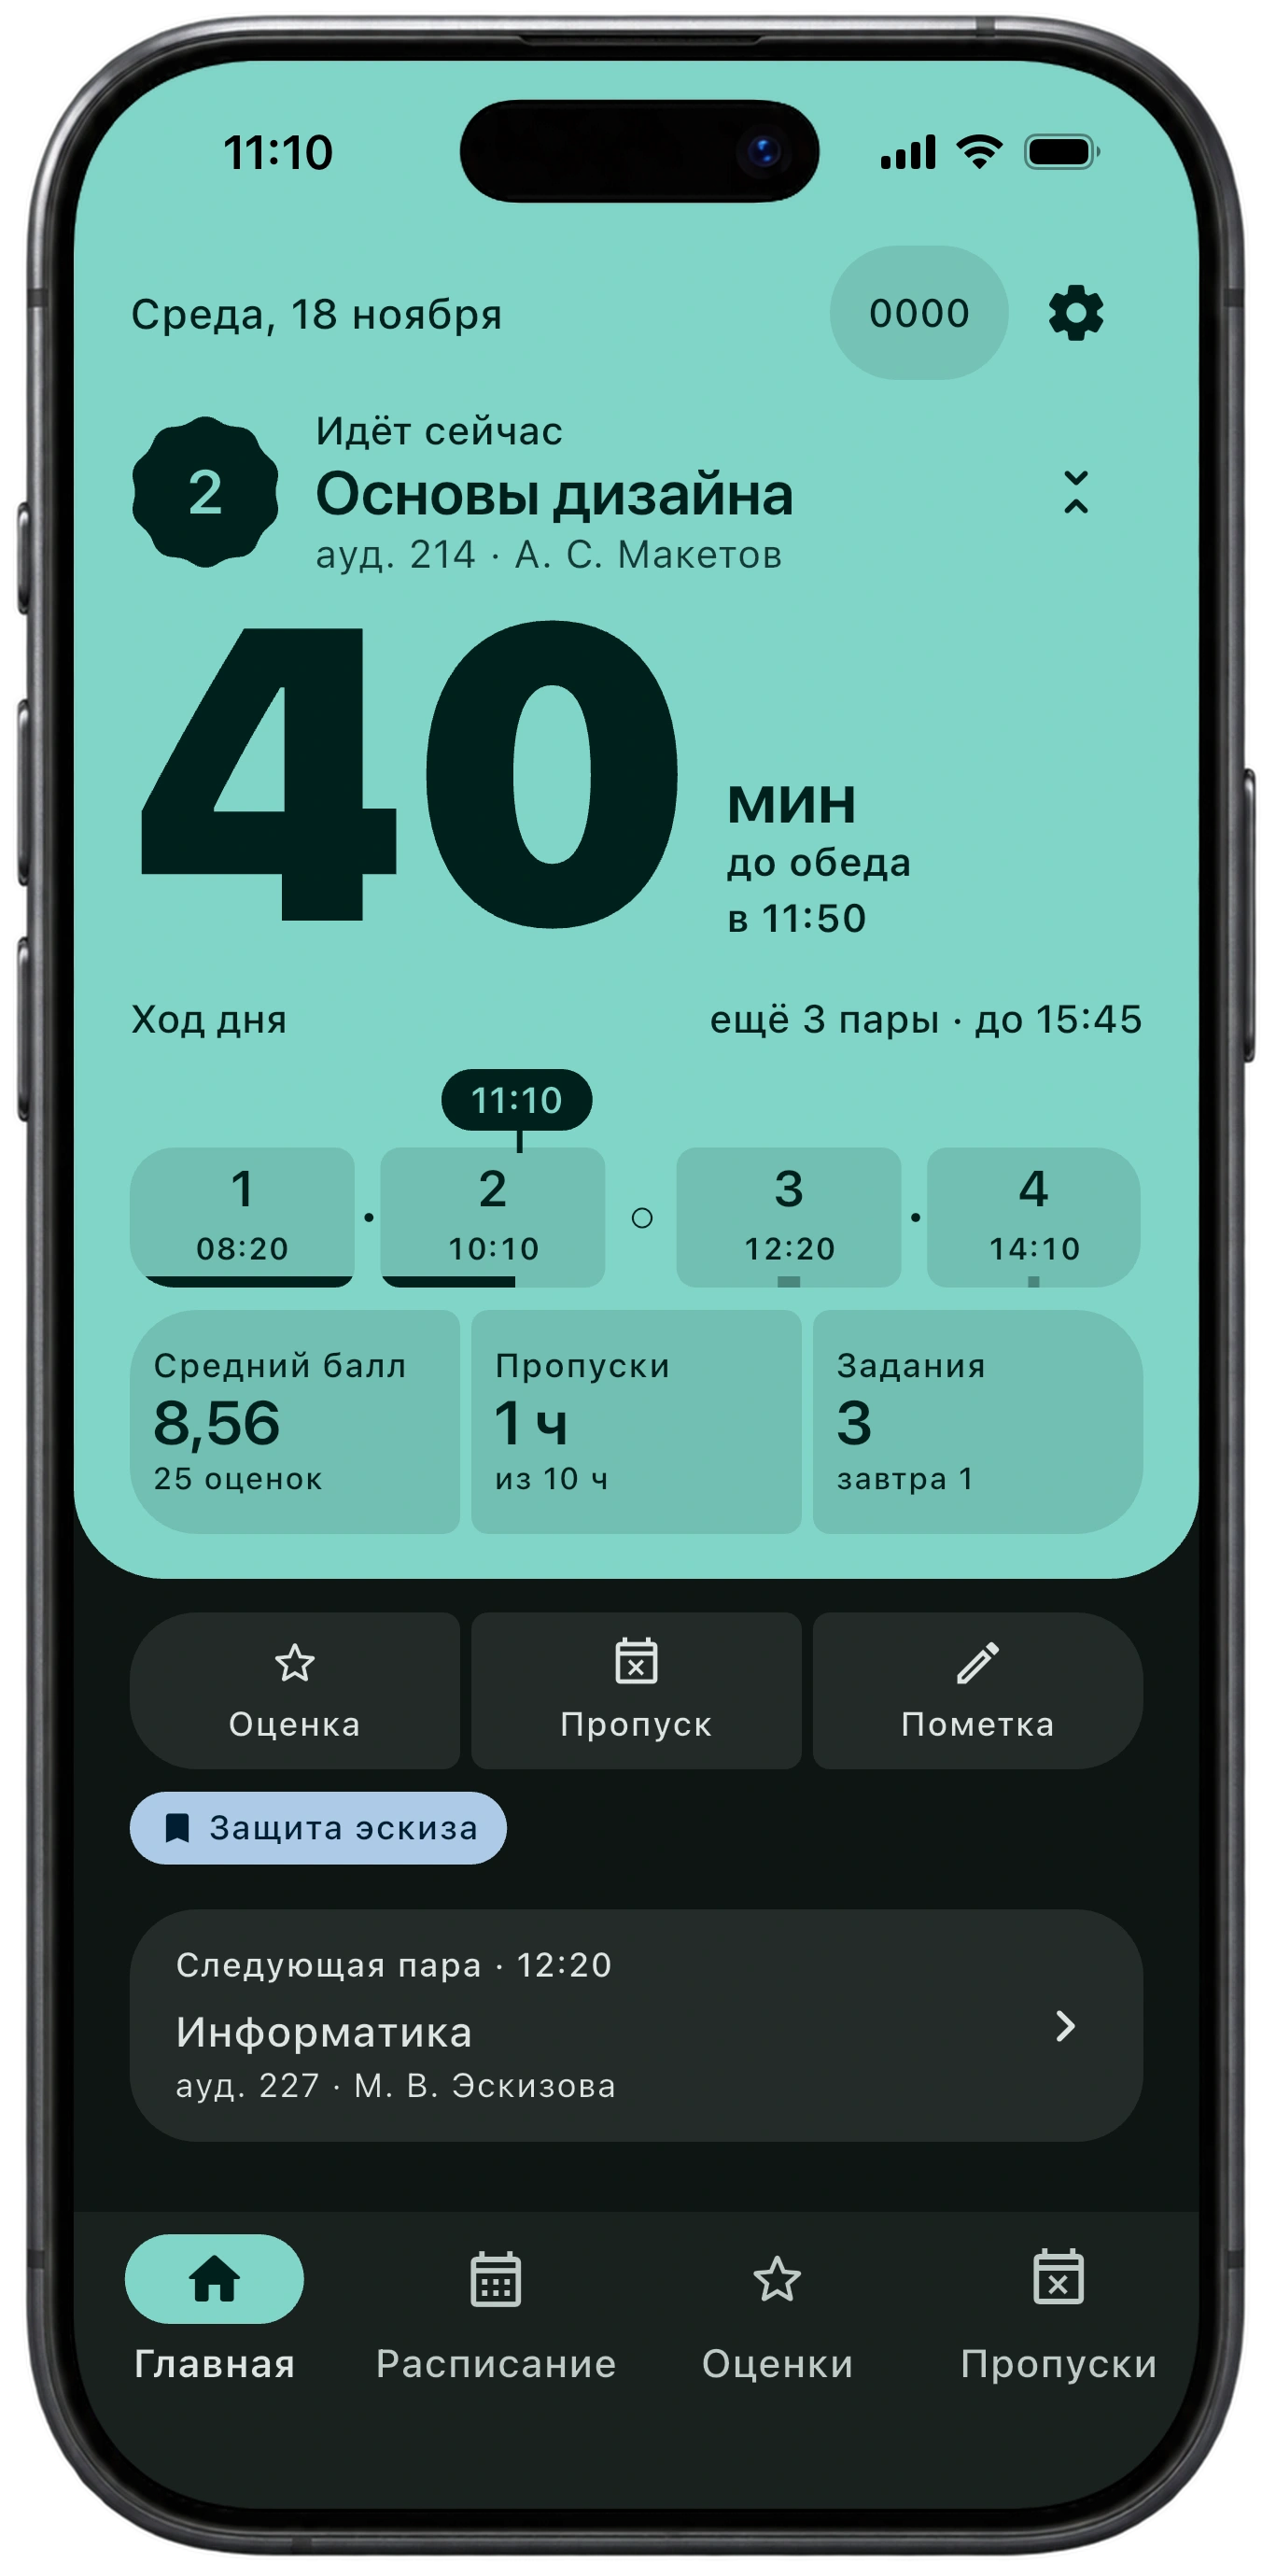 11:10
Среда, 18 ноября
0000
2
Идёт сейчас
Основы дизайна
ауд. 214 · А. С. Макетов
40
мин
до обеда
в 11:50
Ход дня
ещё 3 пары · до 15:45
11:10
1
08:20
2
10:10
3
12:20
4
14:10
Средний балл
8,56
25 оценок
Пропуски
1 ч
из 10 ч
Задания
3
завтра 1
Оценка
Пропуск
Пометка
Защита эскиза
Следующая пара · 12:20
Информатика
ауд. 227 · М. В. Эскизова
Главная
Расписание
Оценки
Пропуски